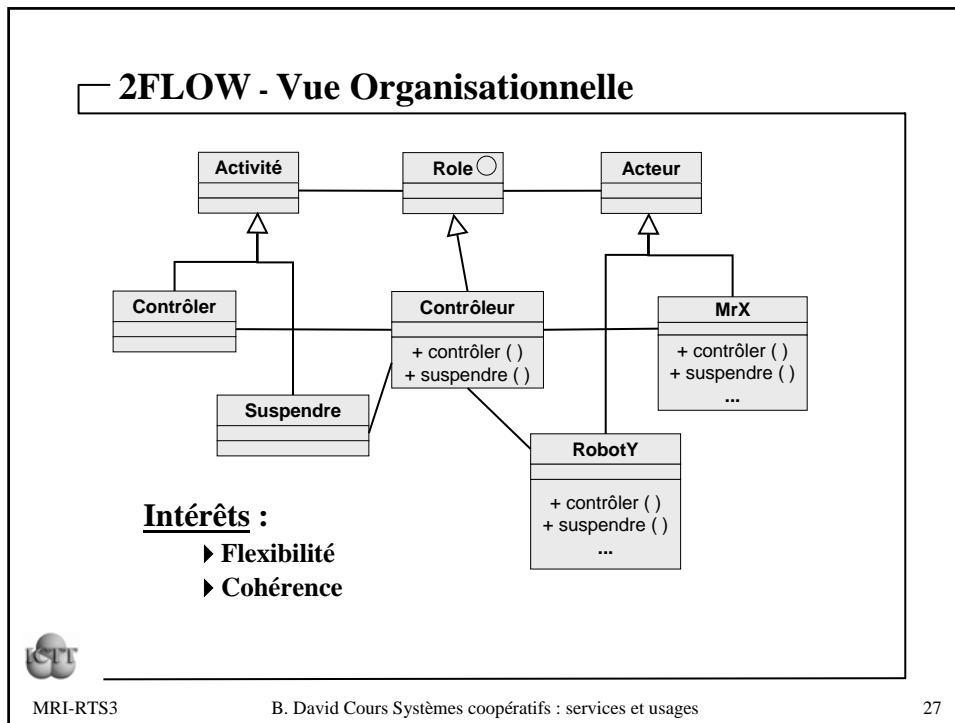 2FLOW - Vue Organisationnelle
Activité
Role
Acteur
Contrôler
Contrôleur
+ contrôler ( )
+ suspendre ( )
MrX
+ contrôler ( )
+ suspendre ( )
...
Suspendre
RobotY
+ contrôler ( )
+ suspendre ( )
...
Intérêts :
Flexibilité
Cohérence
ICTT
MRI-RTS3
B. David Cours Systèmes coopératifs : services et usages
27